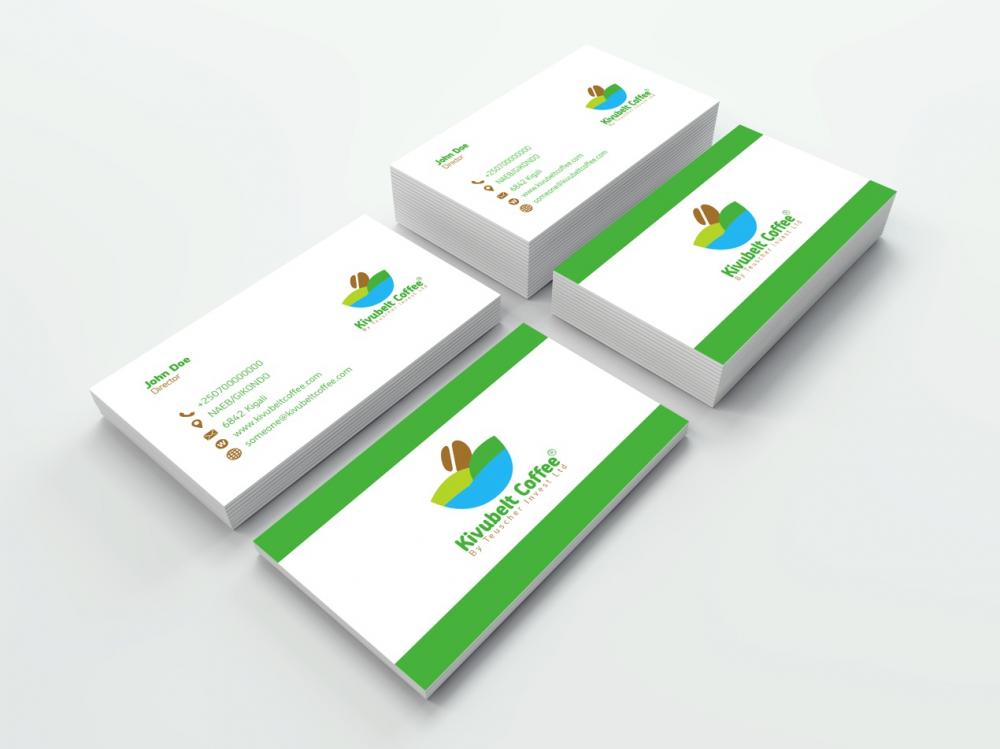 Kivubelt Coffee®
By Teuscher Invest Ltd
John Doe
Director
+250700000000
NAEB/GIKONDO
6842 Kigali
www.kivubeltcoffee.com
someone@kivubeltcoffee.com
Kivubelt Coffee®
By Teuscher Invest Ltd
Kivubelt Coffee®
By Teuscher Invest Ltd
John Doe
Director
+250700000000
NAEB/GIKONDO
6842 Kigali
www.kivubeltcoffee.com
someone@kivubeltcoffee.com
Kivubelt Coffee®
By Teuscher Invest Ltd